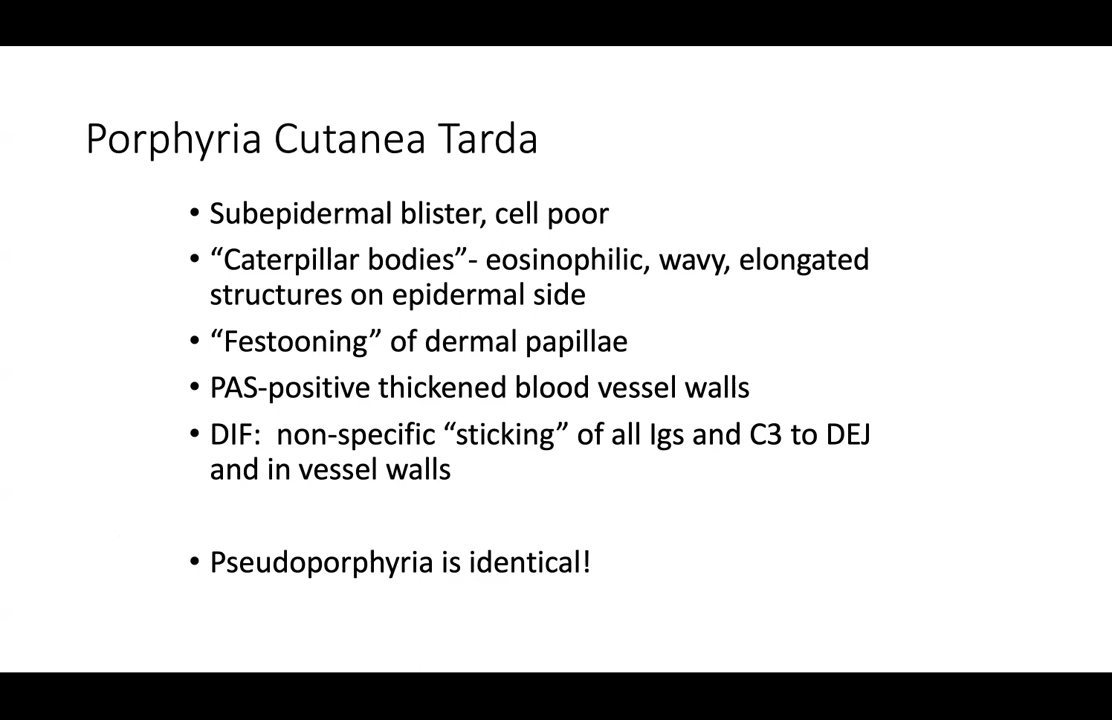 Porphyria Cutanea Tarda
• Subepidermal blister, cell poor
• “Caterpillar bodies”- eosinophilic, wavy, elongated
structures on epidermal side
• “Festooning” of dermal papillae
• PAS-positive thickened blood vessel walls
• DIF:  non-specific “sticking” of all Igs and C3 to DEJ
and in vessel walls
• Pseudoporphyria is identical!